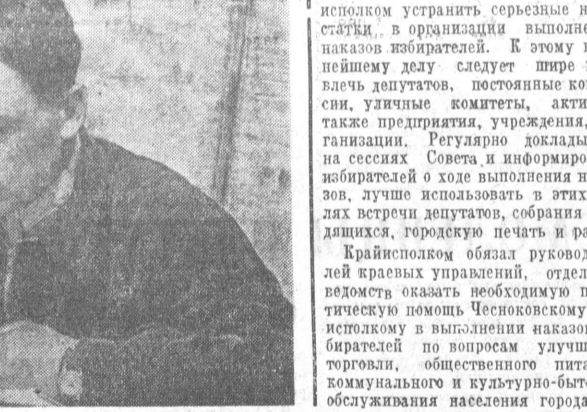 исполком устранить серьезные н
статки в организации выполне
наказов избирателей. К этому
нейшему делу следует шире
влечь депутатов, постоянные ко
сии, уличные комитеты, акти
также предприятия, учреждения,
ганизации. Регулярно доклады
на сессиях Совета и информиро
избирателей о ходе выполнения н
зов, лучше использовать в этих
лях встречи депутатов, собрания
дящихся, городскую печать и ра
Крайисполком обязал руковод
лей краевых управлений, отдел
ведомств оказать необходимую п
тическую помощь Чесноковскому
исполкому в выполнении наказов
бирателей по вопросам улучш
торговли, общественного пита
коммунального и культурно-быт
обслуживания населения города